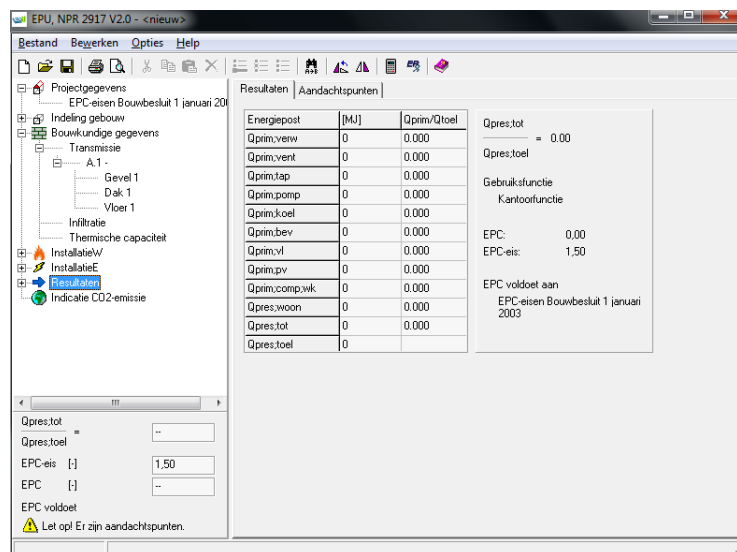 EPU, NPR 2917 V2.0 - <nieuw>
Bestand Bewerken Opties Help
Projectgegevens
EPC-eisen Bouwbesluit 1 januari 20
Indeling gebouw
Bouwkundige gegevens
Transmissie
A.1 -
Gevel 1
Dak 1
Vloer 1
Infiltratie
Thermische capaciteit
InstallatieW
InstallatieE
Resultaten
Indicatie CO2-emissie
Qpres;tot
=
--
Qpres;toel
EPC-eis [-] 1,50
EPC [-] --
EPC voldoet
Let op! Er zijn aandachtspunten.
Resultaten Aandachtspunten
Energiepost [MJ] Qprim/Qtoel
Qprim;verw 0 0.000
Qprim;vent 0 0.000
Qprim;tap 0 0.000
Qprim;pomp 0 0.000
Qprim;koel 0 0.000
Qprim;bev 0 0.000
Qprim;vl 0 0.000
Qprim;pv 0 0.000
Qprim;comp;wk 0 0.000
Qpres;woon 0 0.000
Qpres;tot 0 0.000
Qpres;toel 0
Qpres;tot
= 0.00
Qpres;toel
Gebruiksfunctie
Kantoorfunctie
EPC: 0,00
EPC-eis: 1,50
EPC voldoet aan
EPC-eisen Bouwbesluit 1 januari
2003